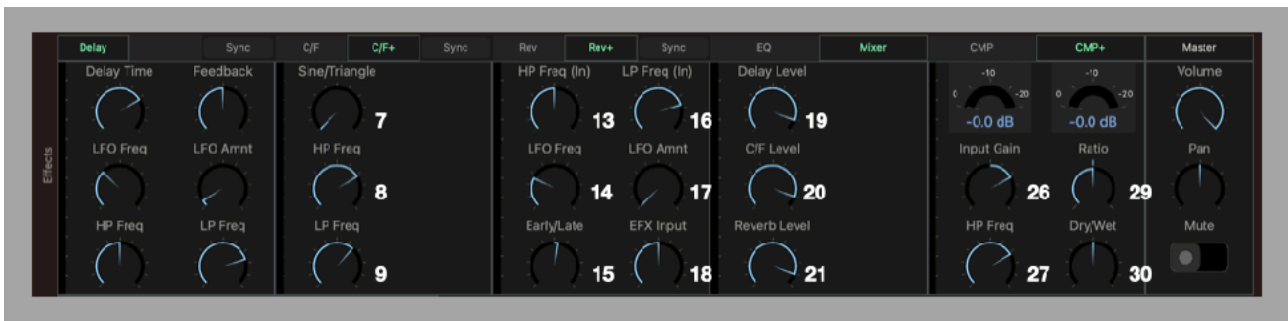 Delay Sync C/F C/F+ Sync Rev Rev+ Sync EQ Mixer CMP CMP+ Master
Effects
Delay Time Feedback Sine/Triangle HP Freq (In) LP Freq (In) Delay Level -10 -10 Volume
0 -20 0 -20
7 13 16 19 -0.0 dB -0.0 dB
LFO Freq LFO Amnt HP Freq LFO Freq LFO Amnt C/F Level Input Gain Ratio Pan
8 14 17 20 26 29
HP Freq LP Freq LP Freq Early/Late EFX Input Reverb Level HP Freq Dry/Wet Mute
9 15 18 21 27 30